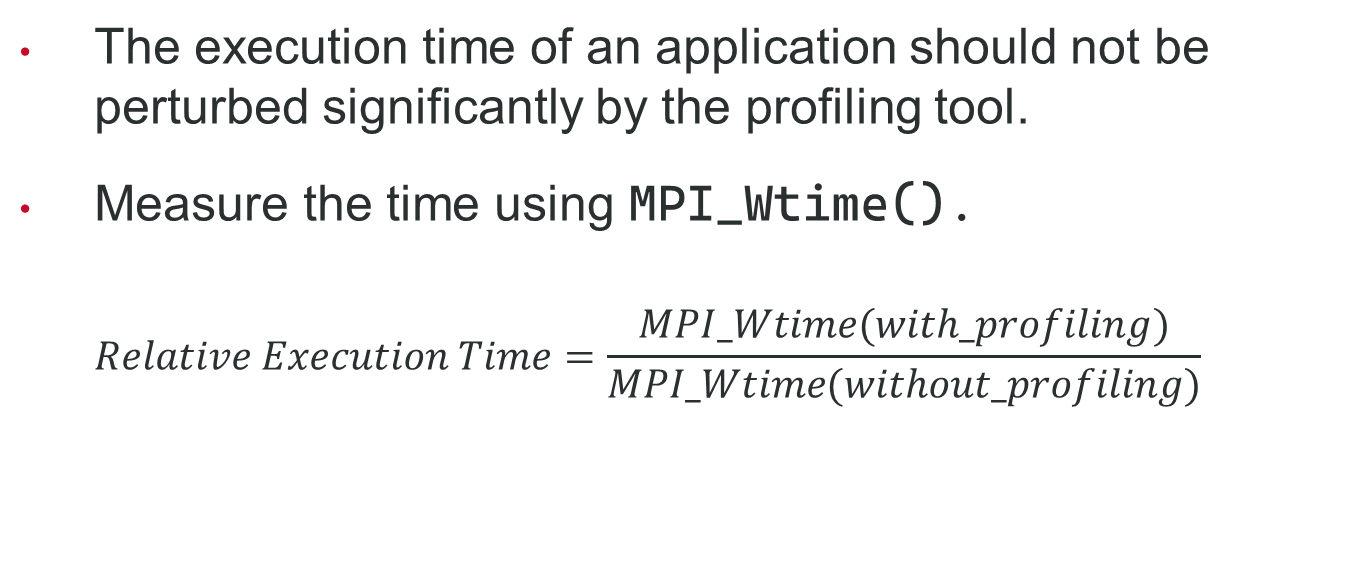 • The execution time of an application should not be
perturbed significantly by the profiling tool.
• Measure the time using MPI_Wtime().
Relative Execution Time = MPI_Wtime(with_profiling)
MPI_Wtime(without_profiling)